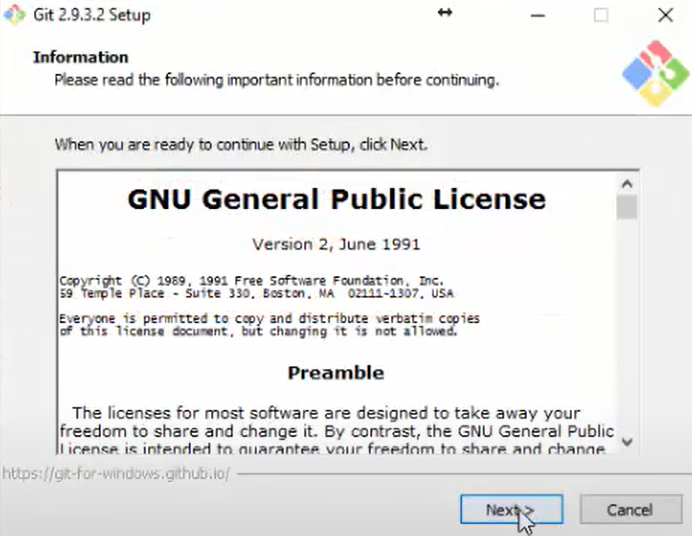 Git 2.9.3.2 Setup
Information
Please read the following important information before continuing.
When you are ready to continue with Setup, click Next.
GNU General Public License
Version 2, June 1991
Copyright (C) 1989, 1991 Free Software Foundation, Inc.
59 Temple Place - Suite 330, Boston, MA  02111-1307, USA
Everyone is permitted to copy and distribute verbatim copies
of this license document, but changing it is not allowed.
Preamble
The licenses for most software are designed to take away your
freedom to share and change it. By contrast, the GNU General Public
License is intended to guarantee your freedom to share and change
https://git-for-windows.github.io/
Next >
Cancel